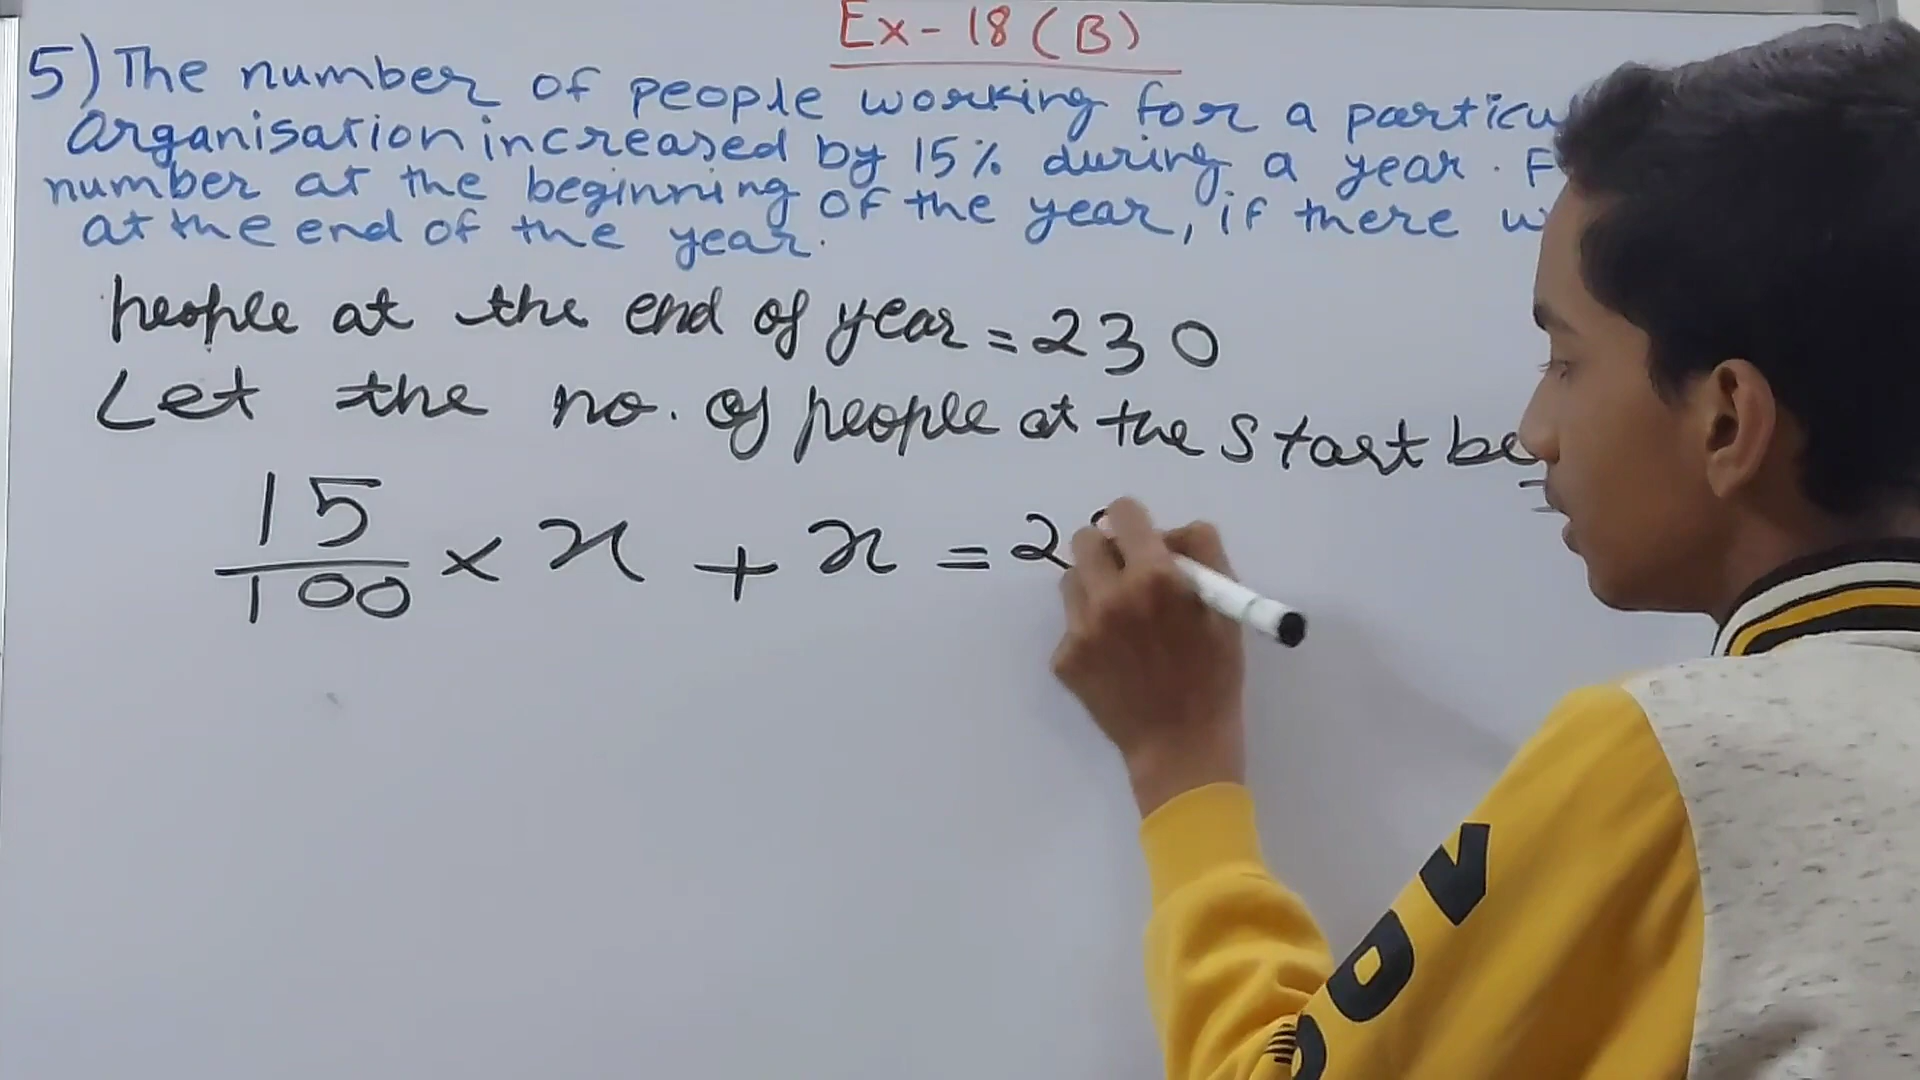 Ex-18(B)
5) The number of people working for a
organisation increased by 15% during a year.
number at the beginning of the year, if there
at the end of the year.
people at the end of year = 230
Let the no. of people at the start be
15/100 × x + x = 2